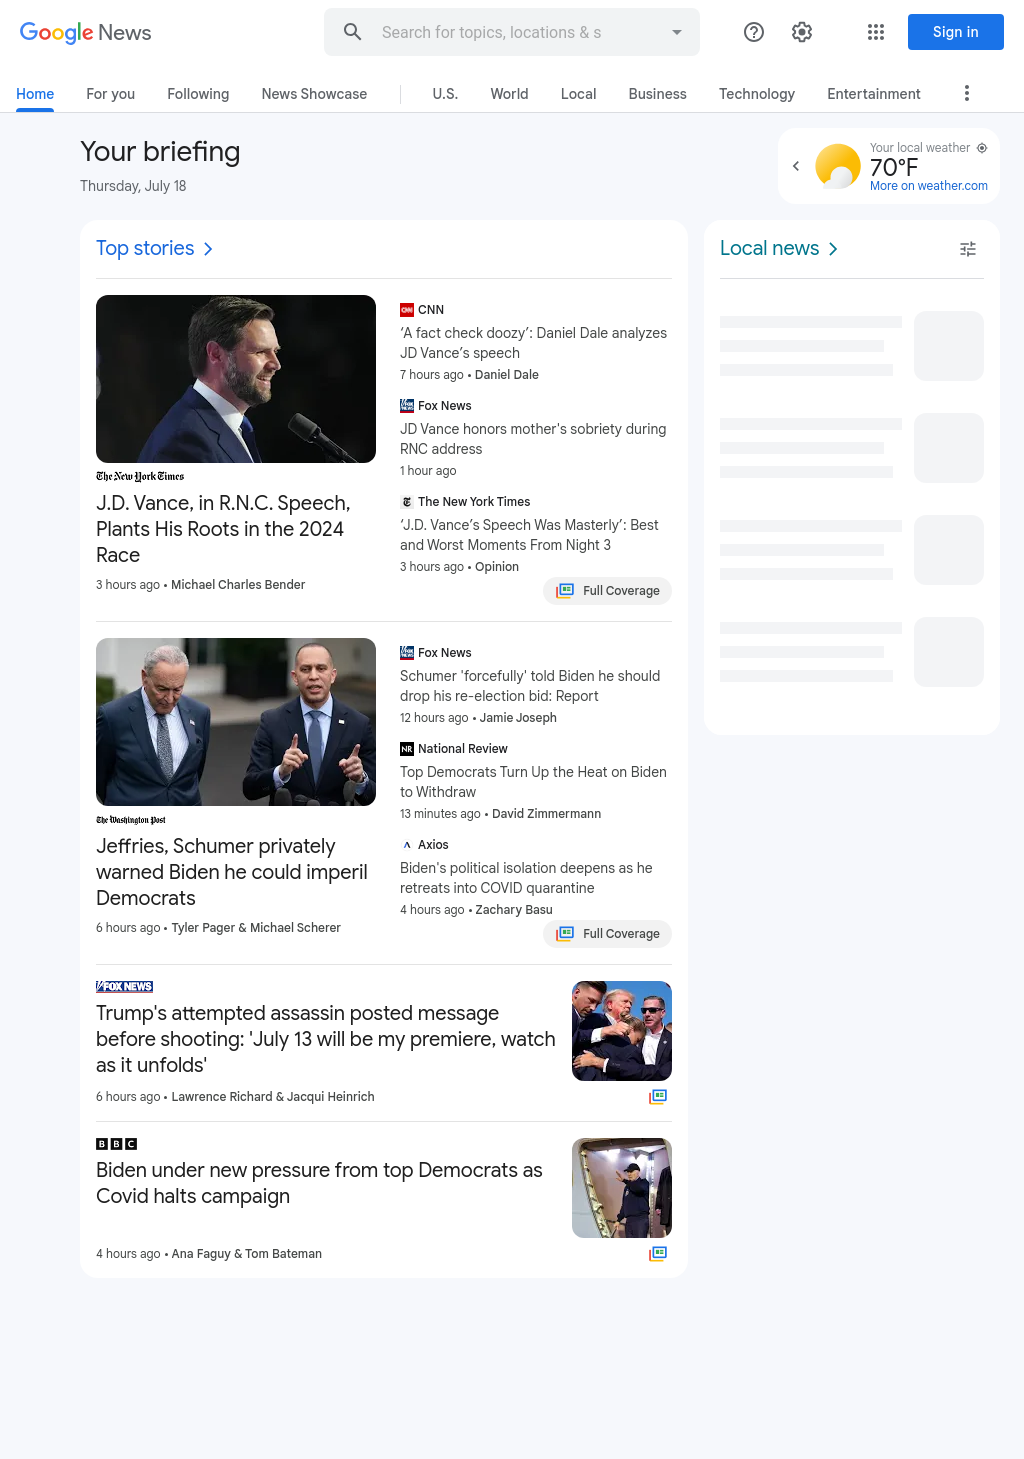 Google News
Search for topics, locations & s
Sign in
Home
For you
Following
News Showcase
U.S.
World
Local
Business
Technology
Entertainment
Your briefing
Thursday, July 18
Your local weather
70°F
More on weather.com
Top stories
The New York Times
J.D. Vance, in R.N.C. Speech,
Plants His Roots in the 2024
Race
3 hours ago • Michael Charles Bender
CNN
‘A fact check doozy’: Daniel Dale analyzes
JD Vance’s speech
7 hours ago • Daniel Dale
Fox News
JD Vance honors mother's sobriety during
RNC address
1 hour ago
The New York Times
‘J.D. Vance’s Speech Was Masterly’: Best
and Worst Moments From Night 3
3 hours ago • Opinion
Full Coverage
The Washington Post
Jeffries, Schumer privately
warned Biden he could imperil
Democrats
6 hours ago • Tyler Pager & Michael Scherer
Fox News
Schumer 'forcefully' told Biden he should
drop his re-election bid: Report
12 hours ago • Jamie Joseph
NR National Review
Top Democrats Turn Up the Heat on Biden
to Withdraw
13 minutes ago • David Zimmermann
Axios
Biden's political isolation deepens as he
retreats into COVID quarantine
4 hours ago • Zachary Basu
Full Coverage
FOX NEWS
Trump's attempted assassin posted message
before shooting: 'July 13 will be my premiere, watch
as it unfolds'
6 hours ago • Lawrence Richard & Jacqui Heinrich
BBC
Biden under new pressure from top Democrats as
Covid halts campaign
4 hours ago • Ana Faguy & Tom Bateman
Local news